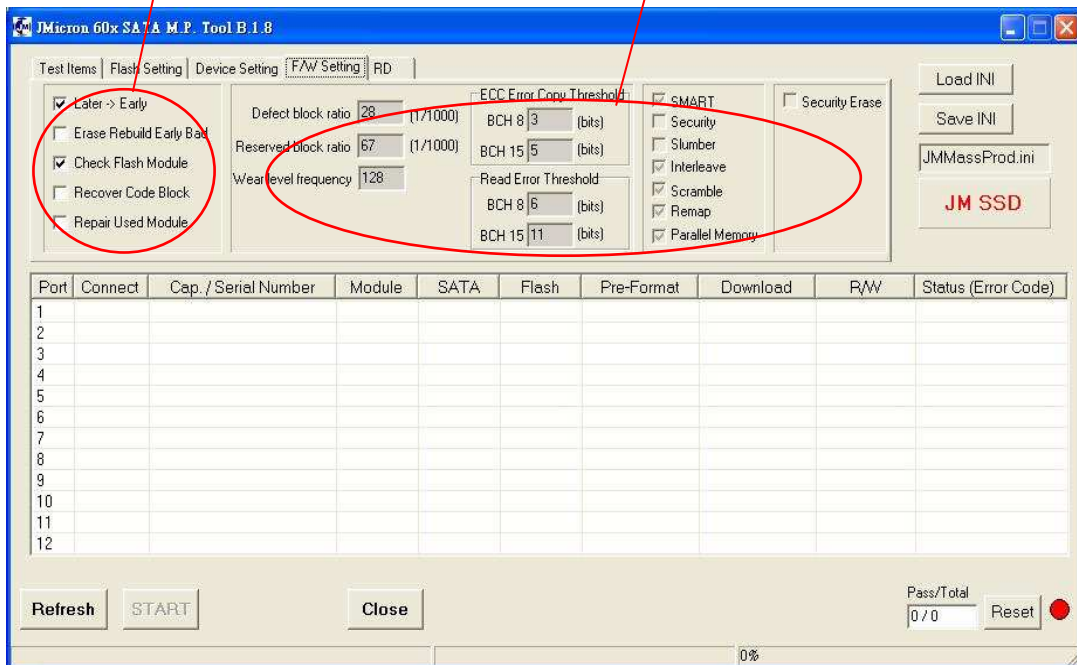 JMicron 60x SATA M.P. Tool B.1.8
Test Items Flash Setting Device Setting F/W Setting RD
Later -> Early
Erase Rebuild Early Bad
Check Flash Module
Recover Code Block
Repair Used Module
Defect block ratio 28 (1/1000)
Reserved block ratio 67 (1/1000)
Wear level frequency 128
ECC Error Copy Threshold
BCH 8 3 (bits)
BCH 15 5 (bits)
Read Error Threshold
BCH 8 6 (bits)
BCH 15 11 (bits)
SMART
Security
Slumber
Interleave
Scramble
Remap
Parallel Memory
Security Erase
Load INI
Save INI
JMMassProd.ini
JM SSD
Port Connect Cap. / Serial Number Module SATA Flash Pre-Format Download R/W Status (Error Code)
1
2
3
4
5
6
7
8
9
10
11
12
Refresh START Close
Pass/Total
0 / 0 Reset
0%